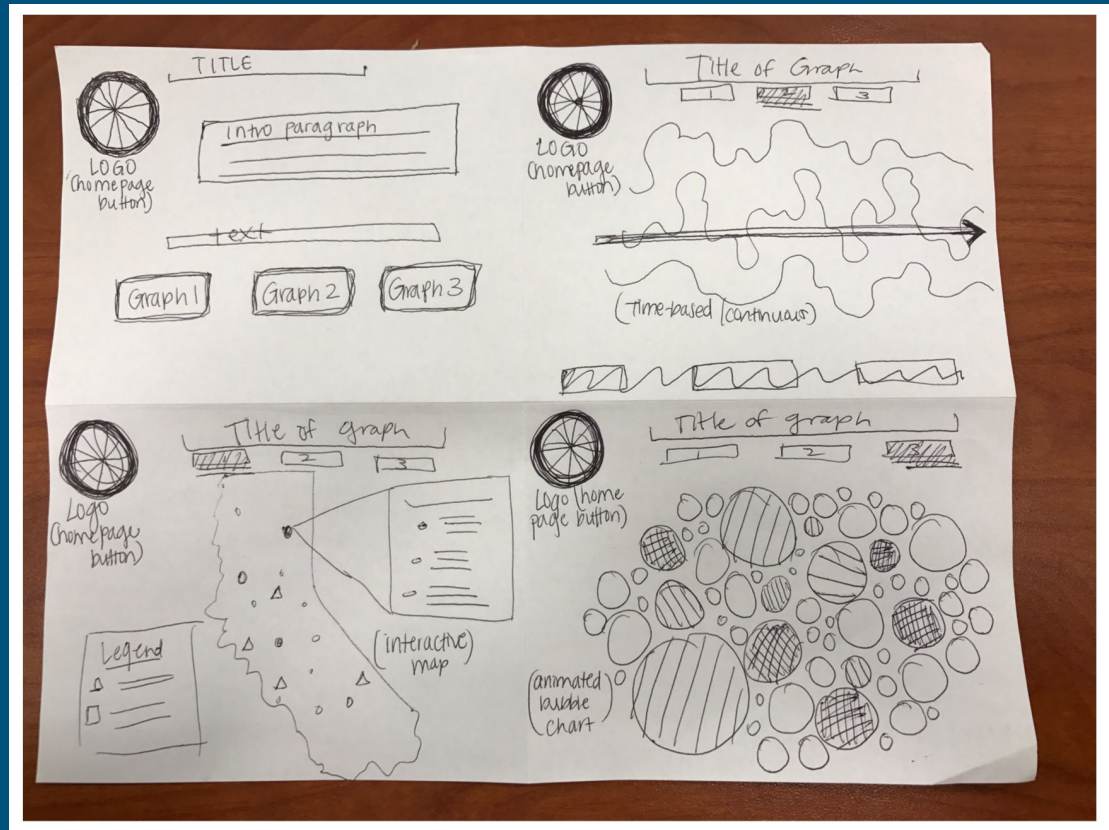 TITLE
Intro paragraph
LOGO
(homepage
button)
text
Graph 1
Graph 2
Graph 3
Title of Graph
1
2
3
LOGO
(homepage
button)
(Time-based/continuous)
Title of graph
1
2
3
Logo
(homepage
button)
Legend
(interactive)
map
Title of graph
1
2
3
Logo (home
page button)
(animated
bubble
chart)